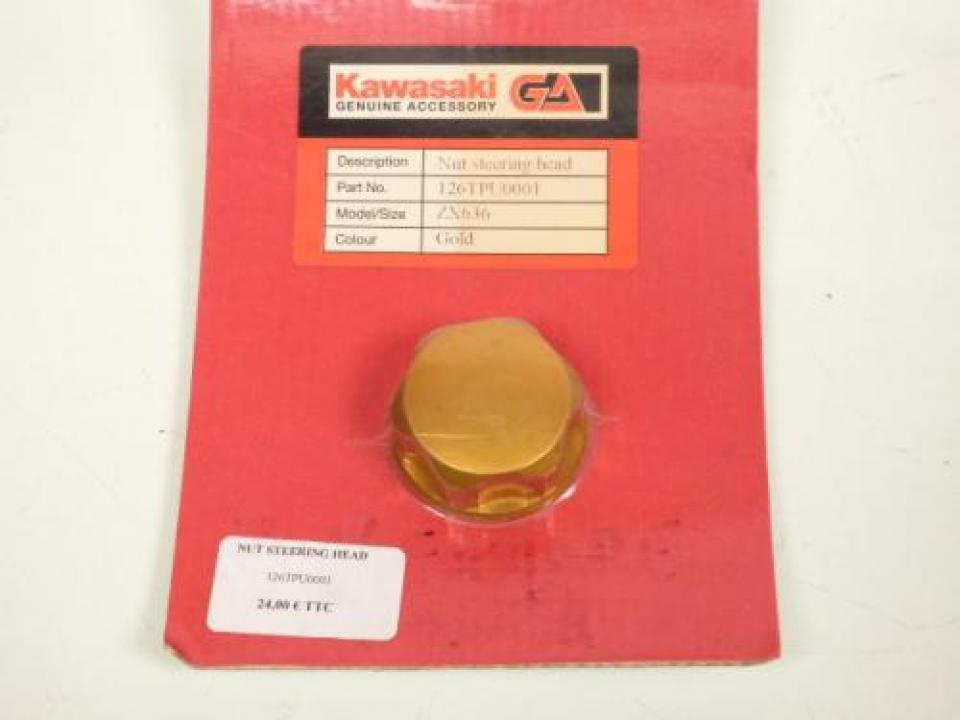 Kawasaki GA
GENUINE ACCESSORY
Description Nut steering head
Part No. 126TPU0001
Model/Size ZX636
Colour Gold
NUT STEERING HEAD
126TPU0001
24,00 € TTC